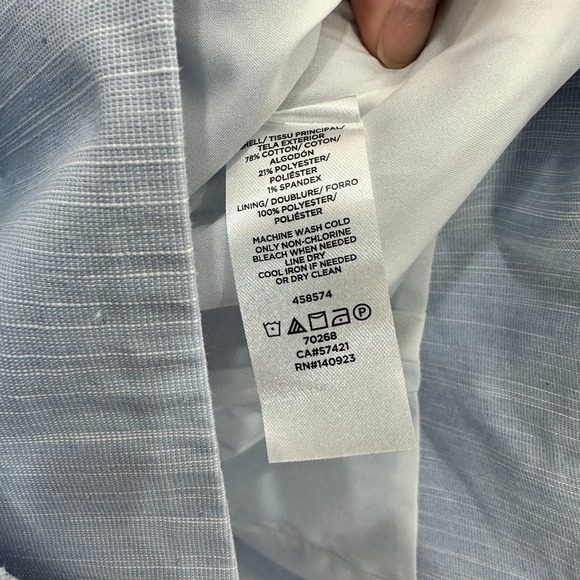 SHELL/ TISSU PRINCIPAL/
TELA EXTERIOR
78% COTTON/ COTON/
ALGODÓN
21% POLYESTER/
POLIÉSTER
1% SPANDEX
LINING/ DOUBLURE/ FORRO
100% POLYESTER/
POLIÉSTER
MACHINE WASH COLD
ONLY NON-CHLORINE
BLEACH WHEN NEEDED
LINE DRY
COOL IRON IF NEEDED
OR DRY CLEAN
458574
P
70268
CA#57421
RN#140923